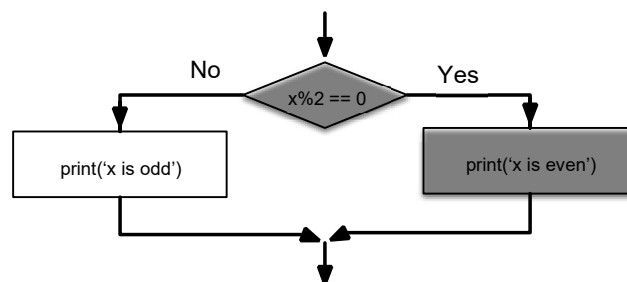 No
Yes
x%2 == 0
print(‘x is odd’)
print(‘x is even’)